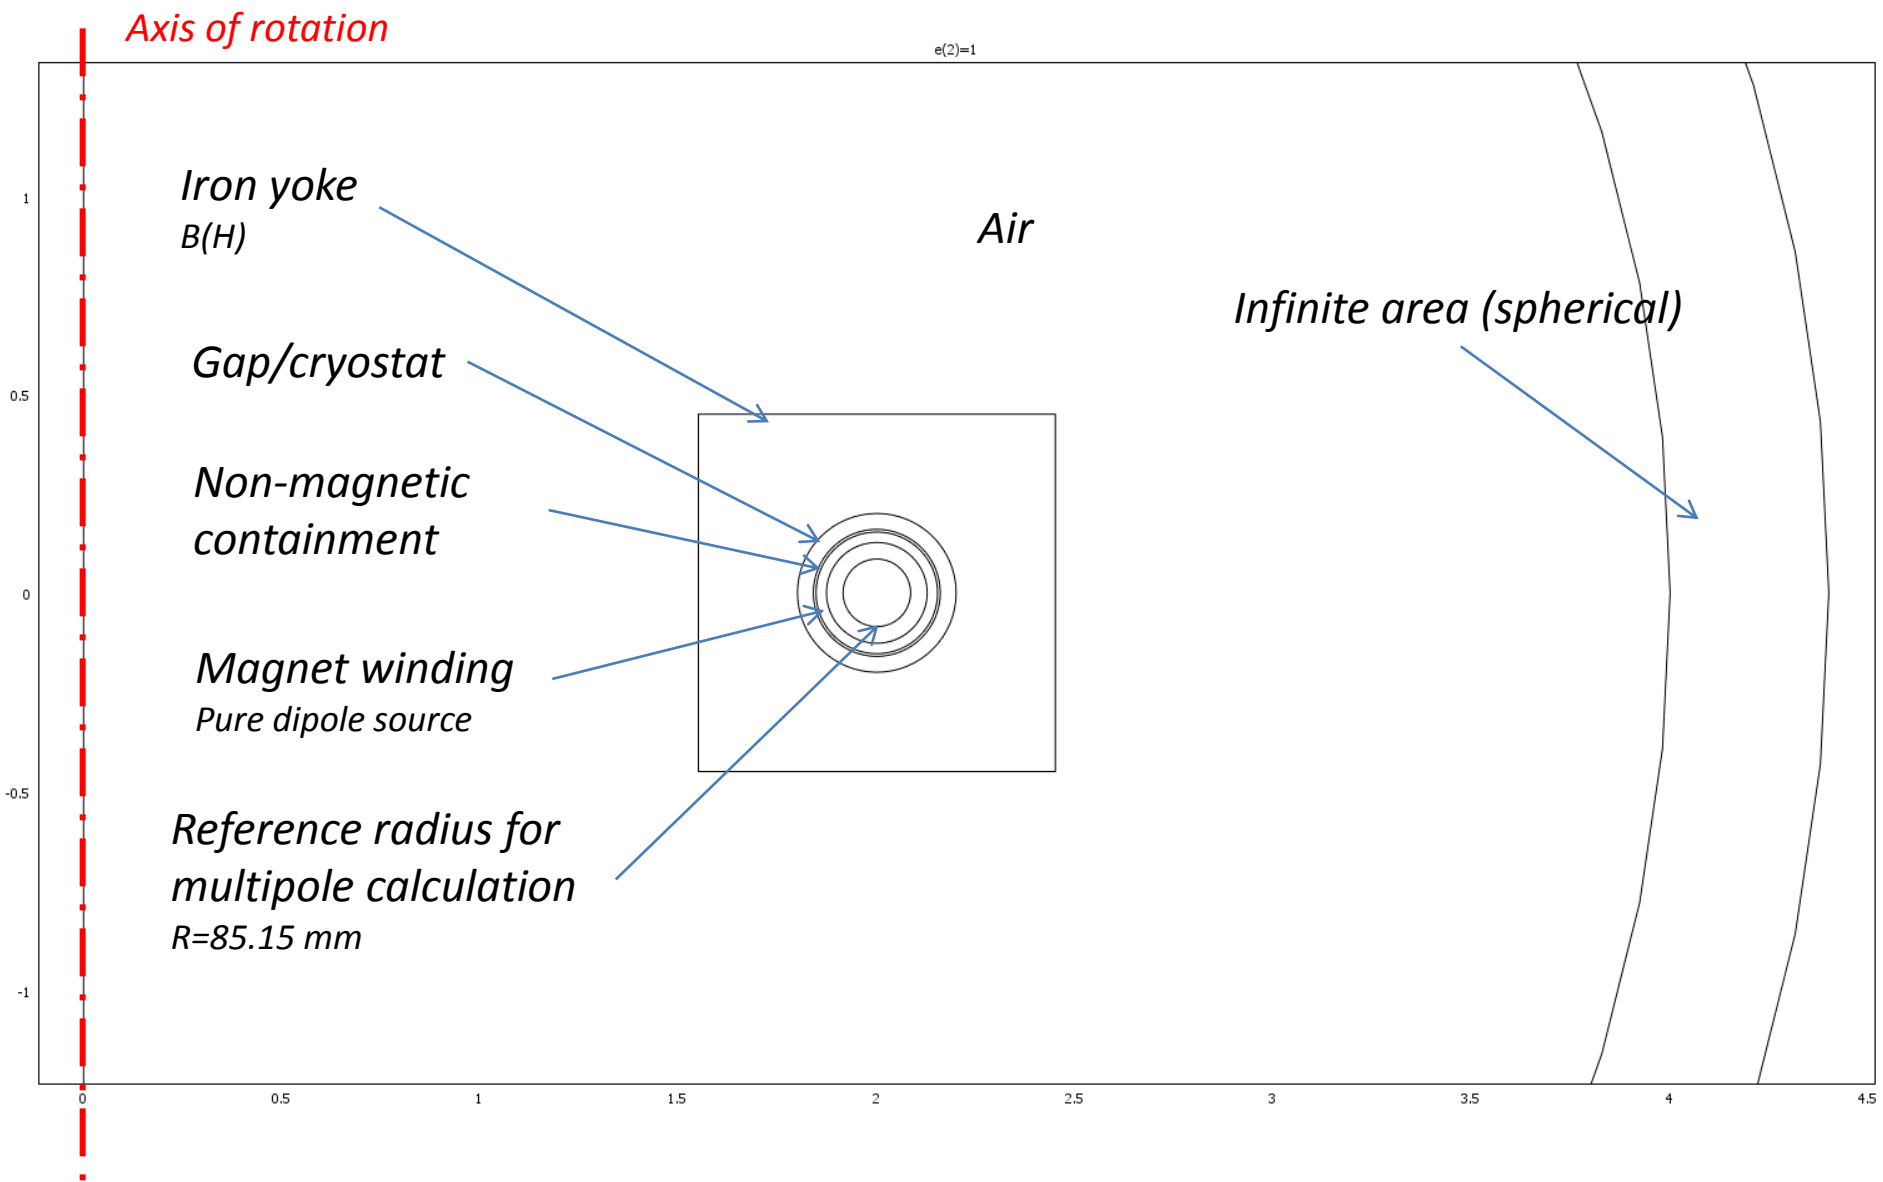 Axis of rotation
e(2)=1
Iron yoke
B(H)
Air
1
Infinite area (spherical)
Gap/cryostat
0.5
Non-magnetic
containment
0
Magnet winding
Pure dipole source
-0.5
Reference radius for
multipole calculation
R=85.15 mm
-1
0
0.5
1
1.5
2
2.5
3
3.5
4
4.5